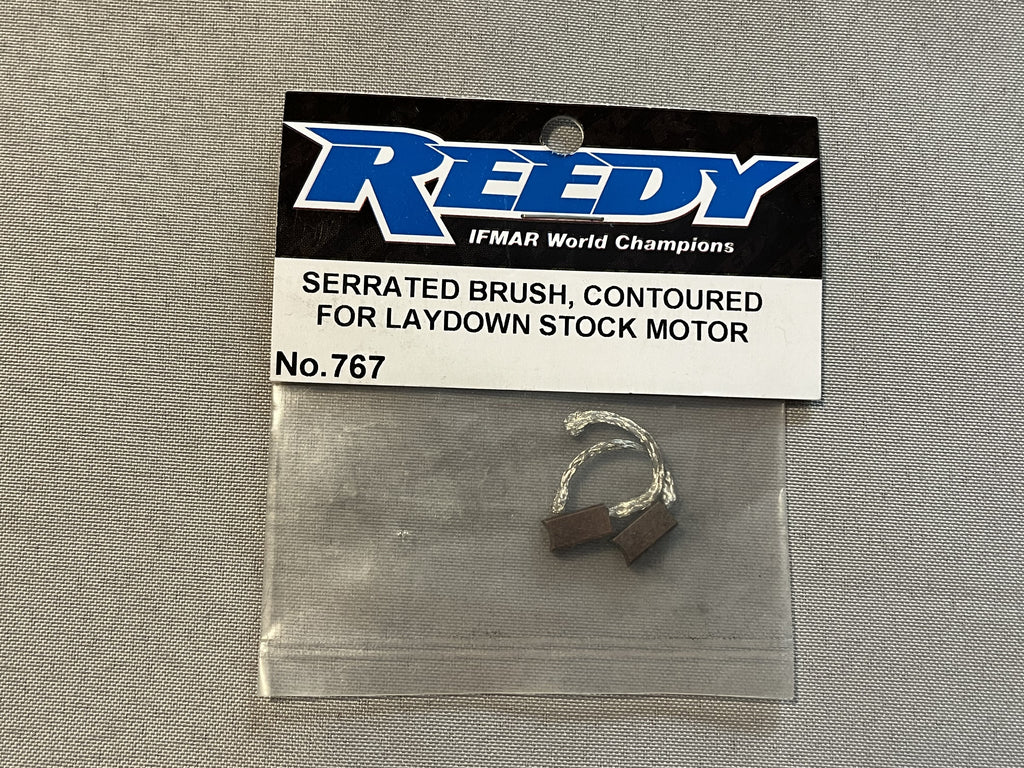 REEDY
IFMAR World Champions
SERRATED BRUSH, CONTOURED
FOR LAYDOWN STOCK MOTOR
No.767